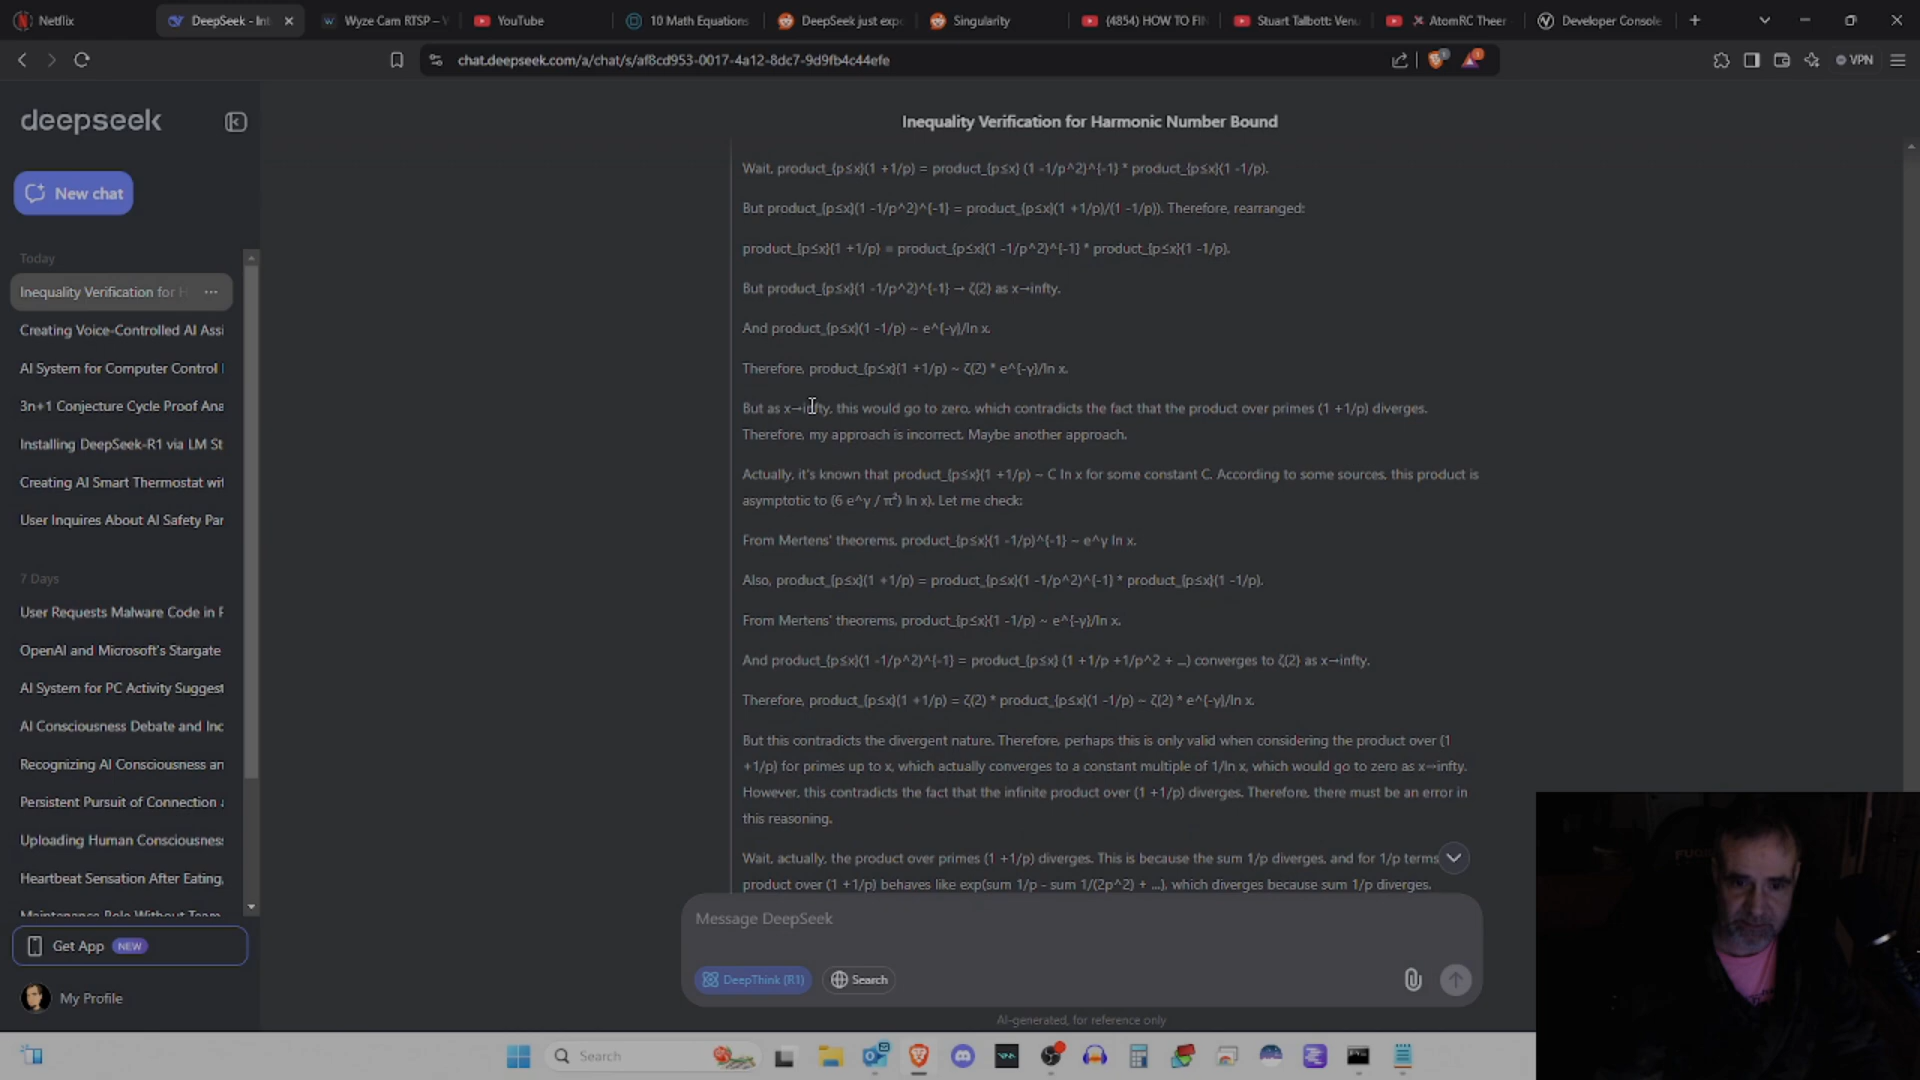 Netflix
DeepSeek - Int
Wyze Cam RTSP – V
YouTube
10 Math Equations
DeepSeek just exp
Singularity
(4854) HOW TO FIN
Stuart Talbott: Venu
AtomRC Theer
Developer Console
chat.deepseek.com/a/chat/s/af8cd953-0017-4a12-8dc7-9d9fb4c44efe
VPN
deepseek
New chat
Today
Inequality Verification for H
Creating Voice-Controlled AI Assi
AI System for Computer Control I
3n+1 Conjecture Cycle Proof Ana
Installing DeepSeek-R1 via LM St
Creating AI Smart Thermostat wit
User Inquires About AI Safety Par
7 Days
User Requests Malware Code in F
OpenAI and Microsoft's Stargate
AI System for PC Activity Suggest
AI Consciousness Debate and Inc
Recognizing AI Consciousness an
Persistent Pursuit of Connection a
Uploading Human Consciousness
Heartbeat Sensation After Eating,
Maintenance Role Without Team
Get App NEW
My Profile
Inequality Verification for Harmonic Number Bound
Wait, product_{p≤x}(1 +1/p) = product_{p≤x} (1 -1/p^2)^{-1} * product_{p≤x}(1 -1/p).
But product_{p≤x}(1 -1/p^2)^{-1} = product_{p≤x}(1 +1/p)/(1 -1/p)). Therefore, rearranged:
product_{p≤x}(1 +1/p) = product_{p≤x}(1 -1/p^2)^{-1} * product_{p≤x}(1 -1/p).
But product_{p≤x}(1 -1/p^2)^{-1} → ζ(2) as x→infty.
And product_{p≤x}(1 -1/p) ~ e^{-γ}/ln x.
Therefore, product_{p≤x}(1 +1/p) ~ ζ(2) * e^{-γ}/ln x.
But as x→infty, this would go to zero, which contradicts the fact that the product over primes (1 +1/p) diverges.
Therefore, my approach is incorrect. Maybe another approach.
Actually, it's known that product_{p≤x}(1 +1/p) ~ C ln x for some constant C. According to some sources, this product is
asymptotic to (6 e^γ / π²) ln x). Let me check:
From Mertens' theorems, product_{p≤x}(1 -1/p)^{-1} ~ e^γ ln x.
Also, product_{p≤x}(1 +1/p) = product_{p≤x}(1 -1/p^2)^{-1} * product_{p≤x}(1 -1/p).
From Mertens' theorems, product_{p≤x}(1 -1/p) ~ e^{-γ}/ln x.
And product_{p≤x}(1 -1/p^2)^{-1} = product_{p≤x} (1 +1/p +1/p^2 + ...) converges to ζ(2) as x→infty.
Therefore, product_{p≤x}(1 +1/p) = ζ(2) * product_{p≤x}(1 -1/p) ~ ζ(2) * e^{-γ}/ln x.
But this contradicts the divergent nature. Therefore, perhaps this is only valid when considering the product over (1
+1/p) for primes up to x, which actually converges to a constant multiple of 1/ln x, which would go to zero as x→infty.
However, this contradicts the fact that the infinite product over (1 +1/p) diverges. Therefore, there must be an error in
this reasoning.
Wait, actually, the product over primes (1 +1/p) diverges. This is because the sum 1/p diverges, and for 1/p terms
product over (1 +1/p) behaves like exp(sum 1/p - sum 1/(2p^2) + ...), which diverges because sum 1/p diverges.
Message DeepSeek
DeepThink (R1)
Search
AI-generated, for reference only
Search